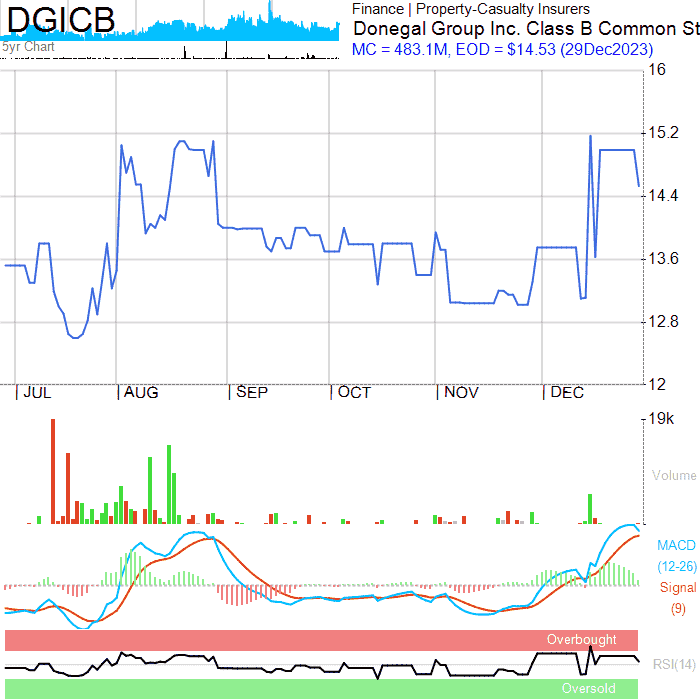 DGICB
5yr Chart
Finance | Property-Casualty Insurers
Donegal Group Inc. Class B Common St
MC = 483.1M, EOD = $14.53 (29Dec2023)
16
15.2
14.4
13.6
12.8
12
|JUL |AUG |SEP |OCT |NOV |DEC
19k
Volume
MACD
(12-26)
Signal
(9)
Overbought
RSI(14)
Oversold